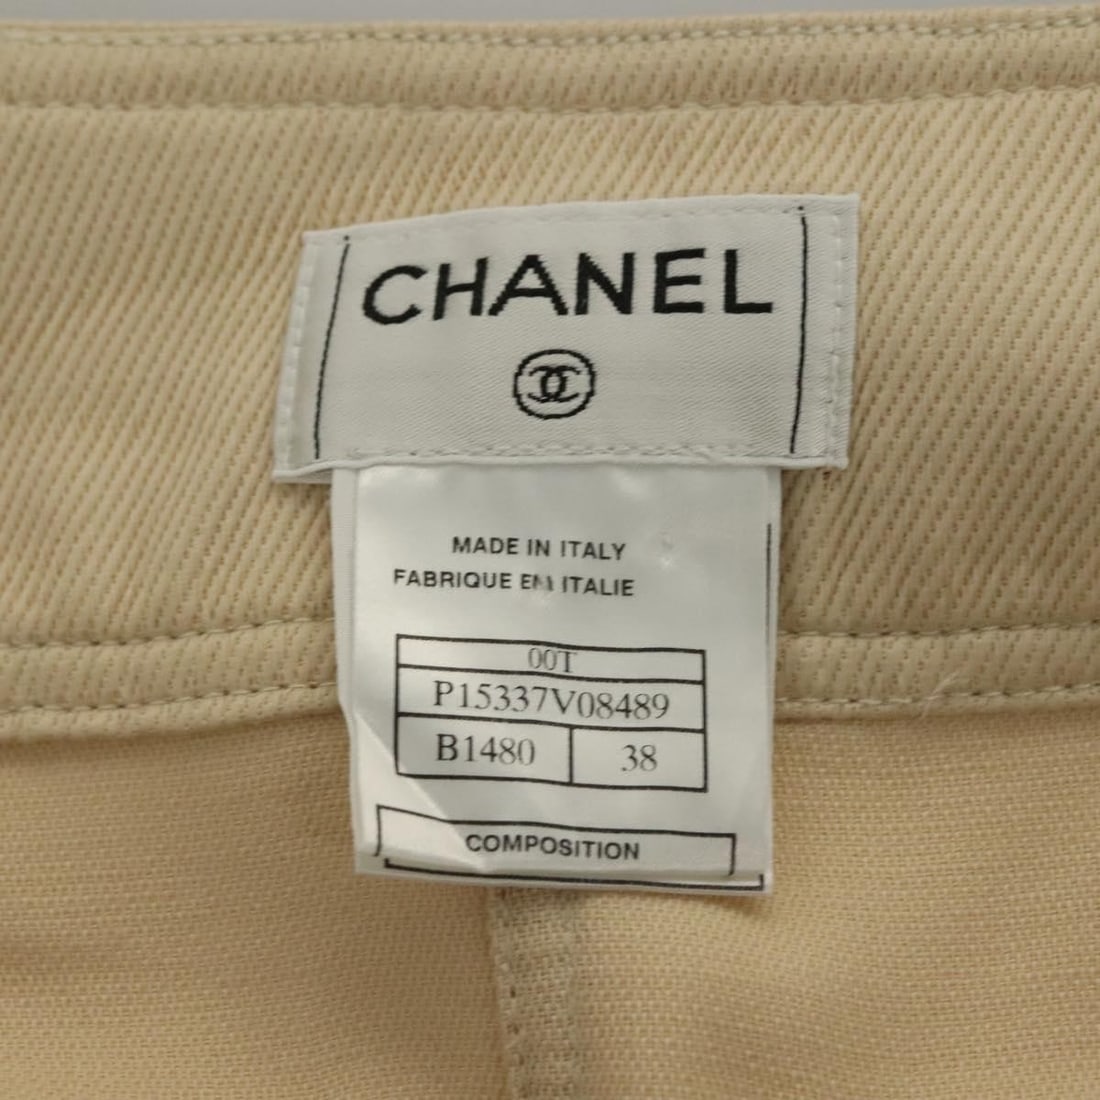 CHANEL
MADE IN ITALY
FABRIQUE EN ITALIE
00T
P15337V08489
B1480 38
COMPOSITION